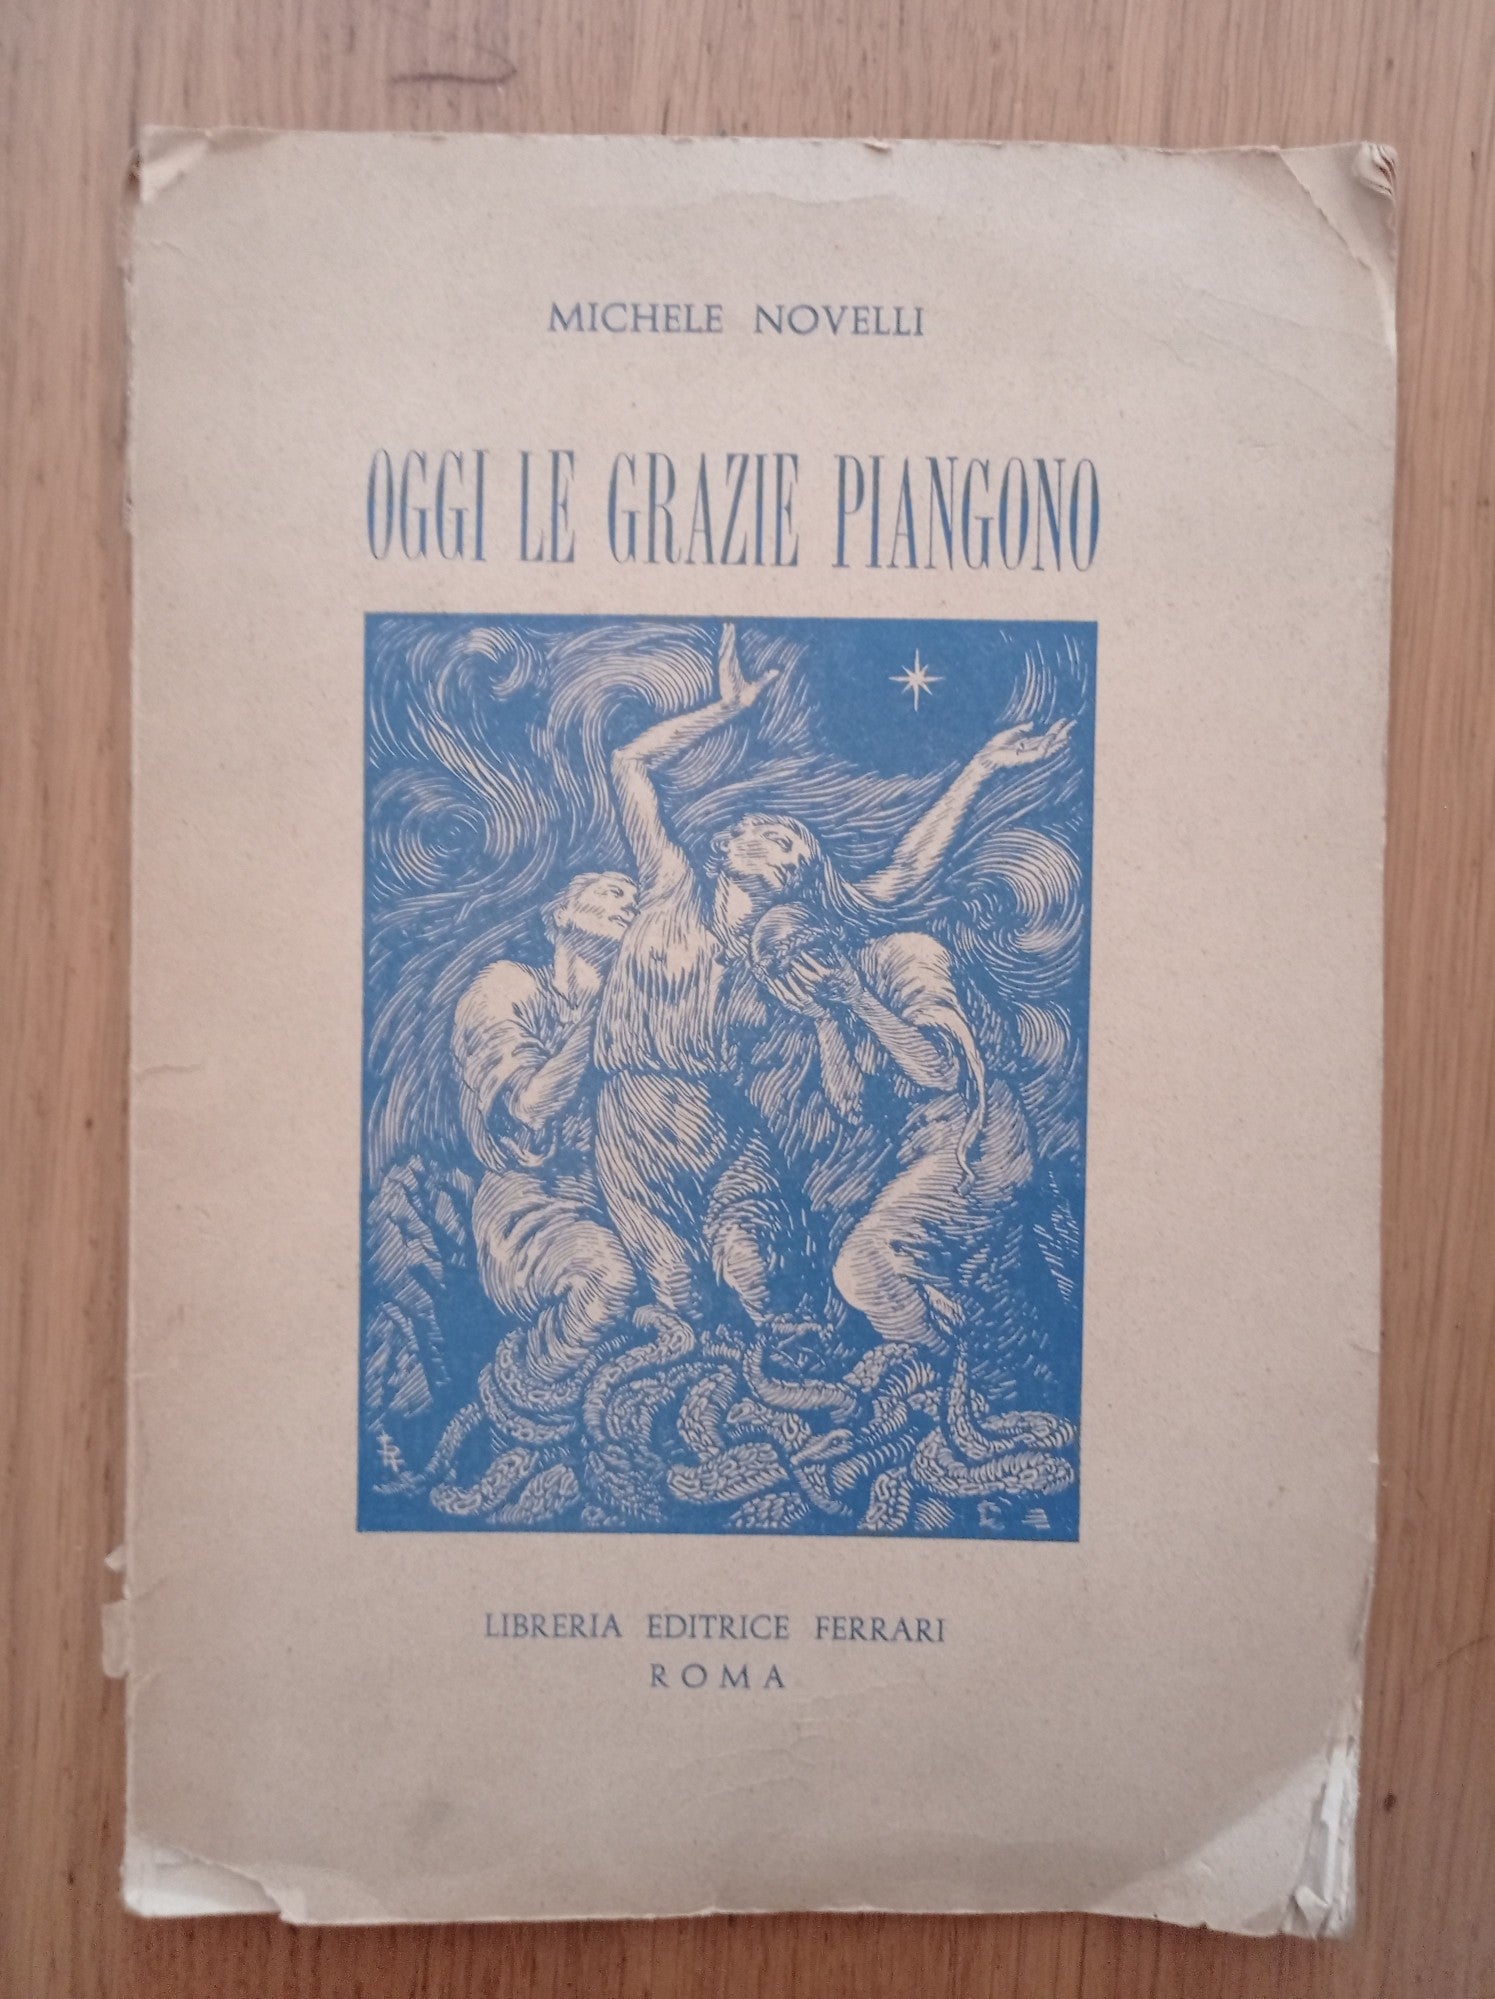 MICHELE NOVELLI
OGGI LE GRAZIE PIANGONO
LIBRERIA EDITRICE FERRARI
ROMA